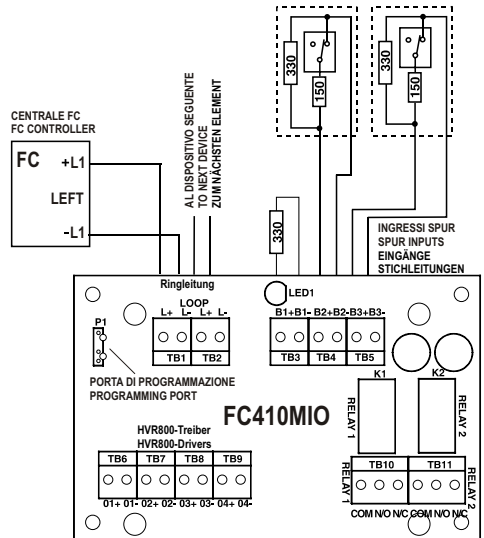 330
150
330
150
CENTRALE FC
FC CONTROLLER
FC
+L1
LEFT
-L1
AL DISPOSITIVO SEGUENTE
TO NEXT DEVICE
ZUM NÄCHSTEN ELEMENT
330
INGRESSI SPUR
SPUR INPUTS
EINGÄNGE
STICHLEITUNGEN
Ringleitung
LOOP
L+ L- L+ L-
TB1 TB2
LED1
B1+B1- B2+B2- B3+B3-
TB3 TB4 TB5
P1
PORTA DI PROGRAMMAZIONE
PROGRAMMING PORT
FC410MIO
K1
K2
RELAY 1
RELAY 2
HVR800-Treiber
HVR800-Drivers
TB6 TB7 TB8 TB9
01+ 01- 02+ 02- 03+ 03- 04+ 04-
RELAY 1
TB10 TB11
RELAY 2
COM N/O N/C COM N/O N/C